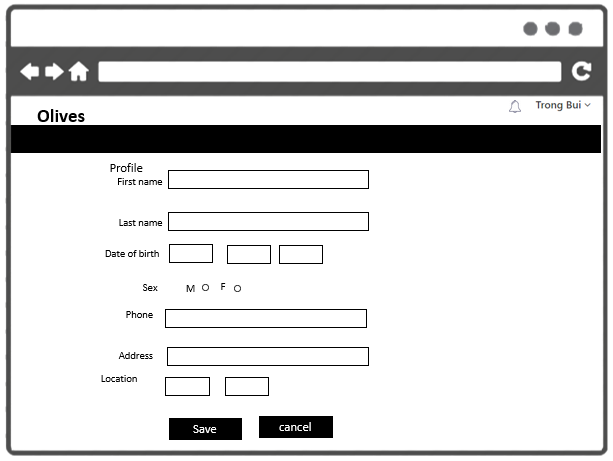 Trong Bui
Olives
Profile
First name
Last name
Date of birth
Sex M F
Phone
Address
Location
Save cancel